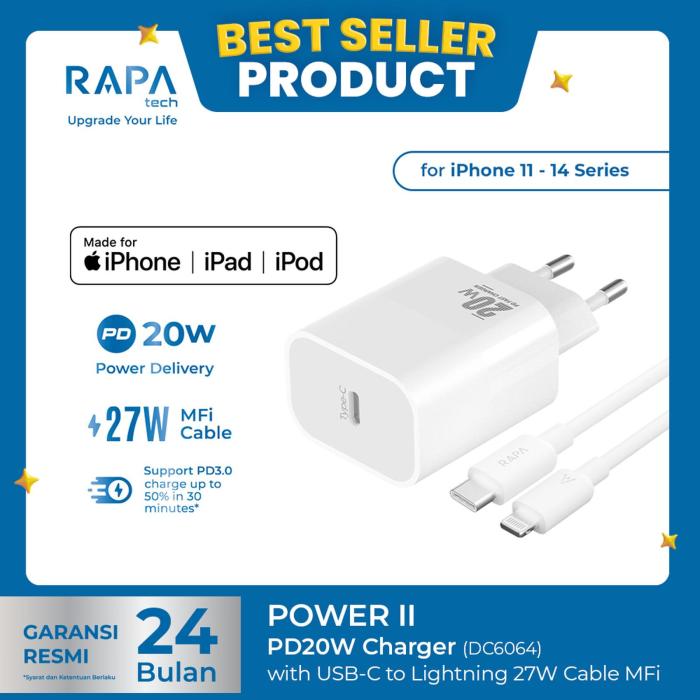 BEST SELLER
PRODUCT
RAPA
tech
Upgrade Your Life
for iPhone 11 - 14 Series
Made for
iPhone | iPad | iPod
20W
PD FAST CHARGER
PD 20W
Power Delivery
Type-C
27W MFi
Cable
RAPA
Support PD3.0
charge up to
50% in 30
minutes*
GARANSI
RESMI
24
Bulan
*Syarat dan Ketentuan Berlaku
POWER II
PD20W Charger (DC6064)
with USB-C to Lightning 27W Cable MFi